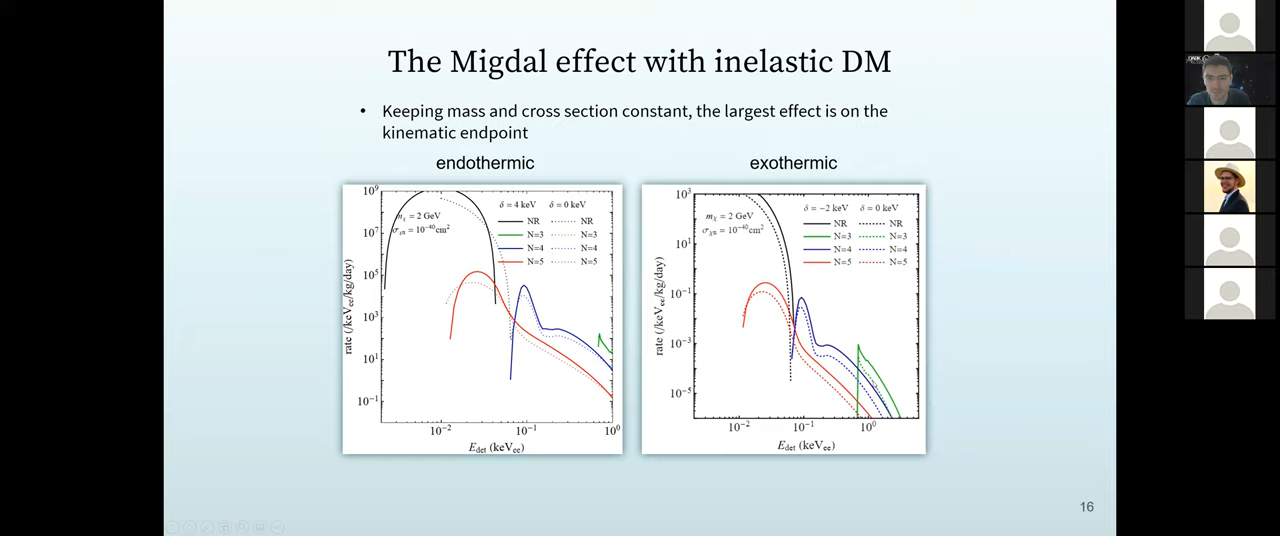 The Migdal effect with inelastic DM
• Keeping mass and cross section constant, the largest effect is on the
kinematic endpoint
endothermic
rate (/keVee/kg/day)
10⁹
10⁷
10⁵
10³
10¹
10⁻¹
mχ = 2 GeV
σχn = 10⁻⁴⁰cm²
δ = 4 keV δ = 0 keV
NR NR
N=3 N=3
N=4 N=4
N=5 N=5
10⁻² 10⁻¹ 10⁰
Edet (keVee)
exothermic
rate (/keVee/kg/day)
10³
10¹
10⁻¹
10⁻³
10⁻⁵
mχ = 2 GeV
σχn = 10⁻⁴⁰cm²
δ = −2 keV δ = 0 keV
NR NR
N=3 N=3
N=4 N=4
N=5 N=5
10⁻² 10⁻¹ 10⁰
Edet (keVee)
16